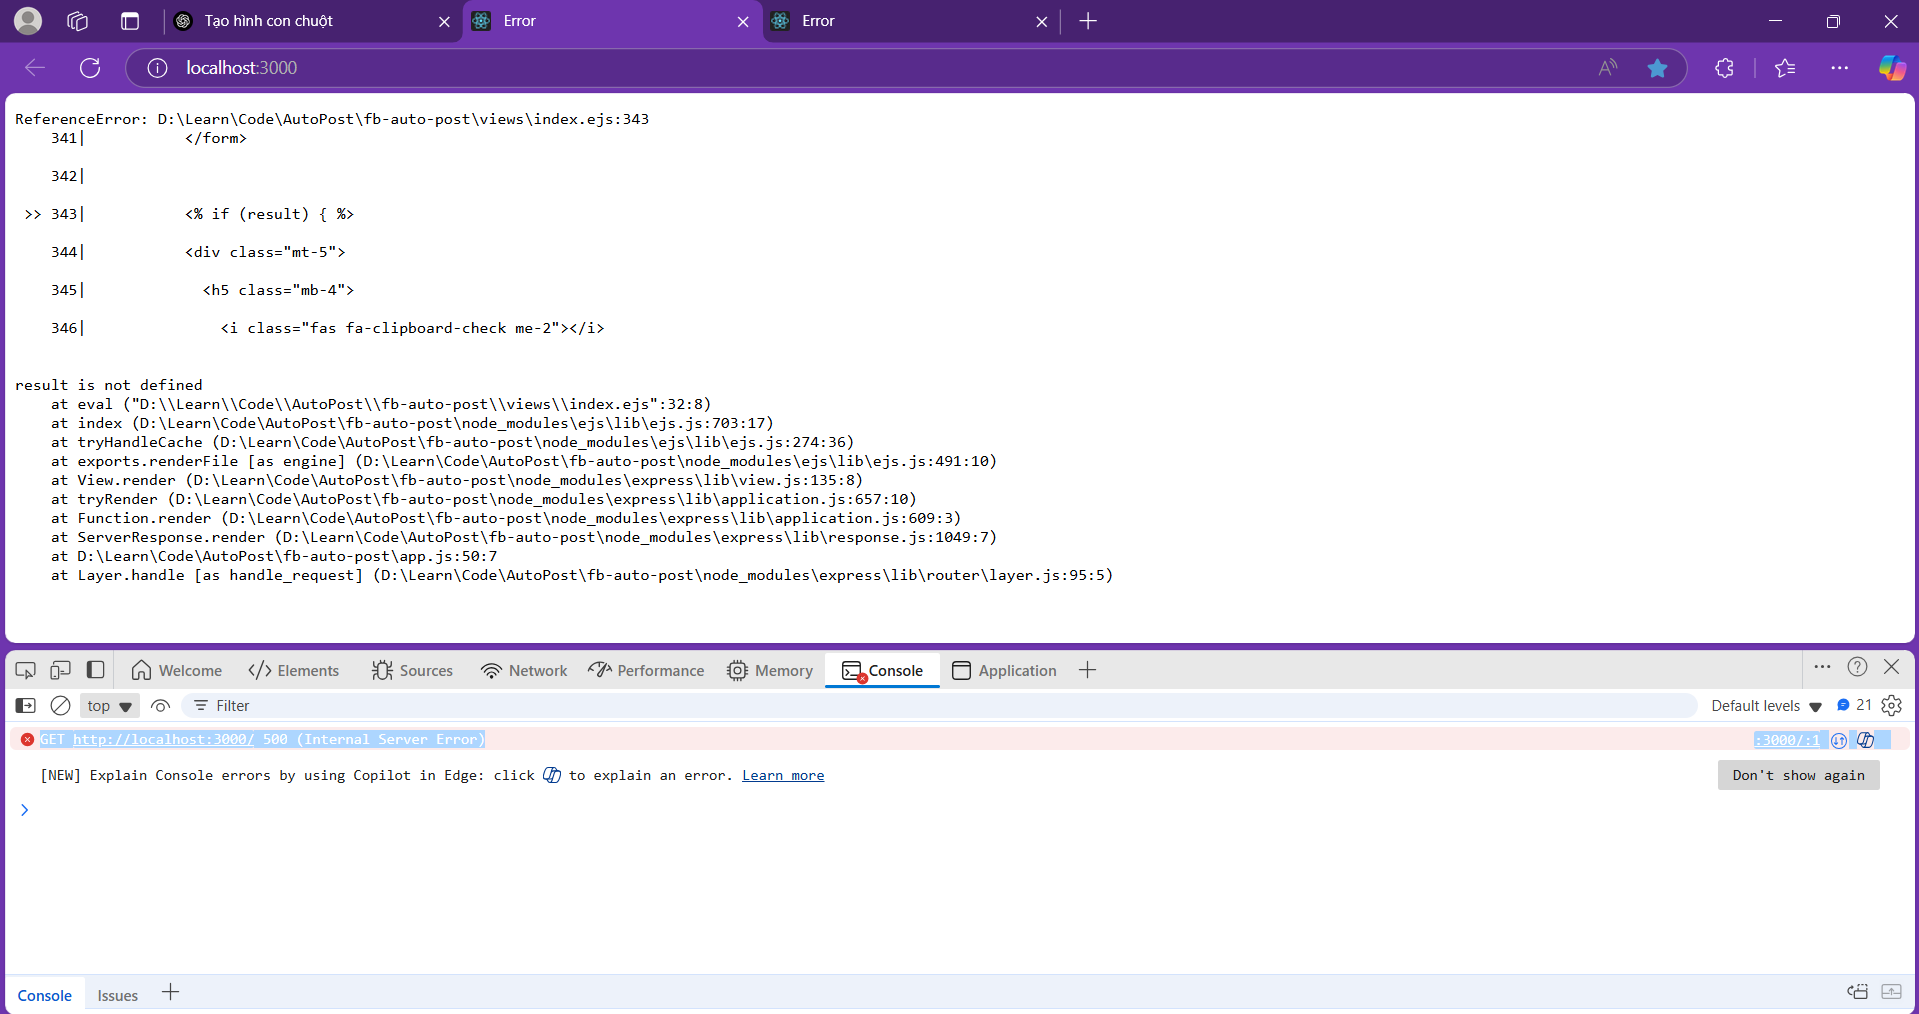 Tạo hình con chuột
Error
Error
localhost:3000
ReferenceError: D:\Learn\Code\AutoPost\fb-auto-post\views\index.ejs:343
341| </form>
342|
>> 343| <% if (result) { %>
344| <div class="mt-5">
345| <h5 class="mb-4">
346| <i class="fas fa-clipboard-check me-2"></i>
result is not defined
at eval ("D:\\Learn\\Code\\AutoPost\\fb-auto-post\\views\\index.ejs":32:8)
at index (D:\Learn\Code\AutoPost\fb-auto-post\node_modules\ejs\lib\ejs.js:703:17)
at tryHandleCache (D:\Learn\Code\AutoPost\fb-auto-post\node_modules\ejs\lib\ejs.js:274:36)
at exports.renderFile [as engine] (D:\Learn\Code\AutoPost\fb-auto-post\node_modules\ejs\lib\ejs.js:491:10)
at View.render (D:\Learn\Code\AutoPost\fb-auto-post\node_modules\express\lib\view.js:135:8)
at tryRender (D:\Learn\Code\AutoPost\fb-auto-post\node_modules\express\lib\application.js:657:10)
at Function.render (D:\Learn\Code\AutoPost\fb-auto-post\node_modules\express\lib\application.js:609:3)
at ServerResponse.render (D:\Learn\Code\AutoPost\fb-auto-post\node_modules\express\lib\response.js:1049:7)
at D:\Learn\Code\AutoPost\fb-auto-post\app.js:50:7
at Layer.handle [as handle_request] (D:\Learn\Code\AutoPost\fb-auto-post\node_modules\express\lib\router\layer.js:95:5)
Welcome Elements Sources Network Performance Memory Console Application
top Filter Default levels 21
GET http://localhost:3000/ 500 (Internal Server Error) :3000/:1
[NEW] Explain Console errors by using Copilot in Edge: click to explain an error. Learn more Don't show again
Console Issues